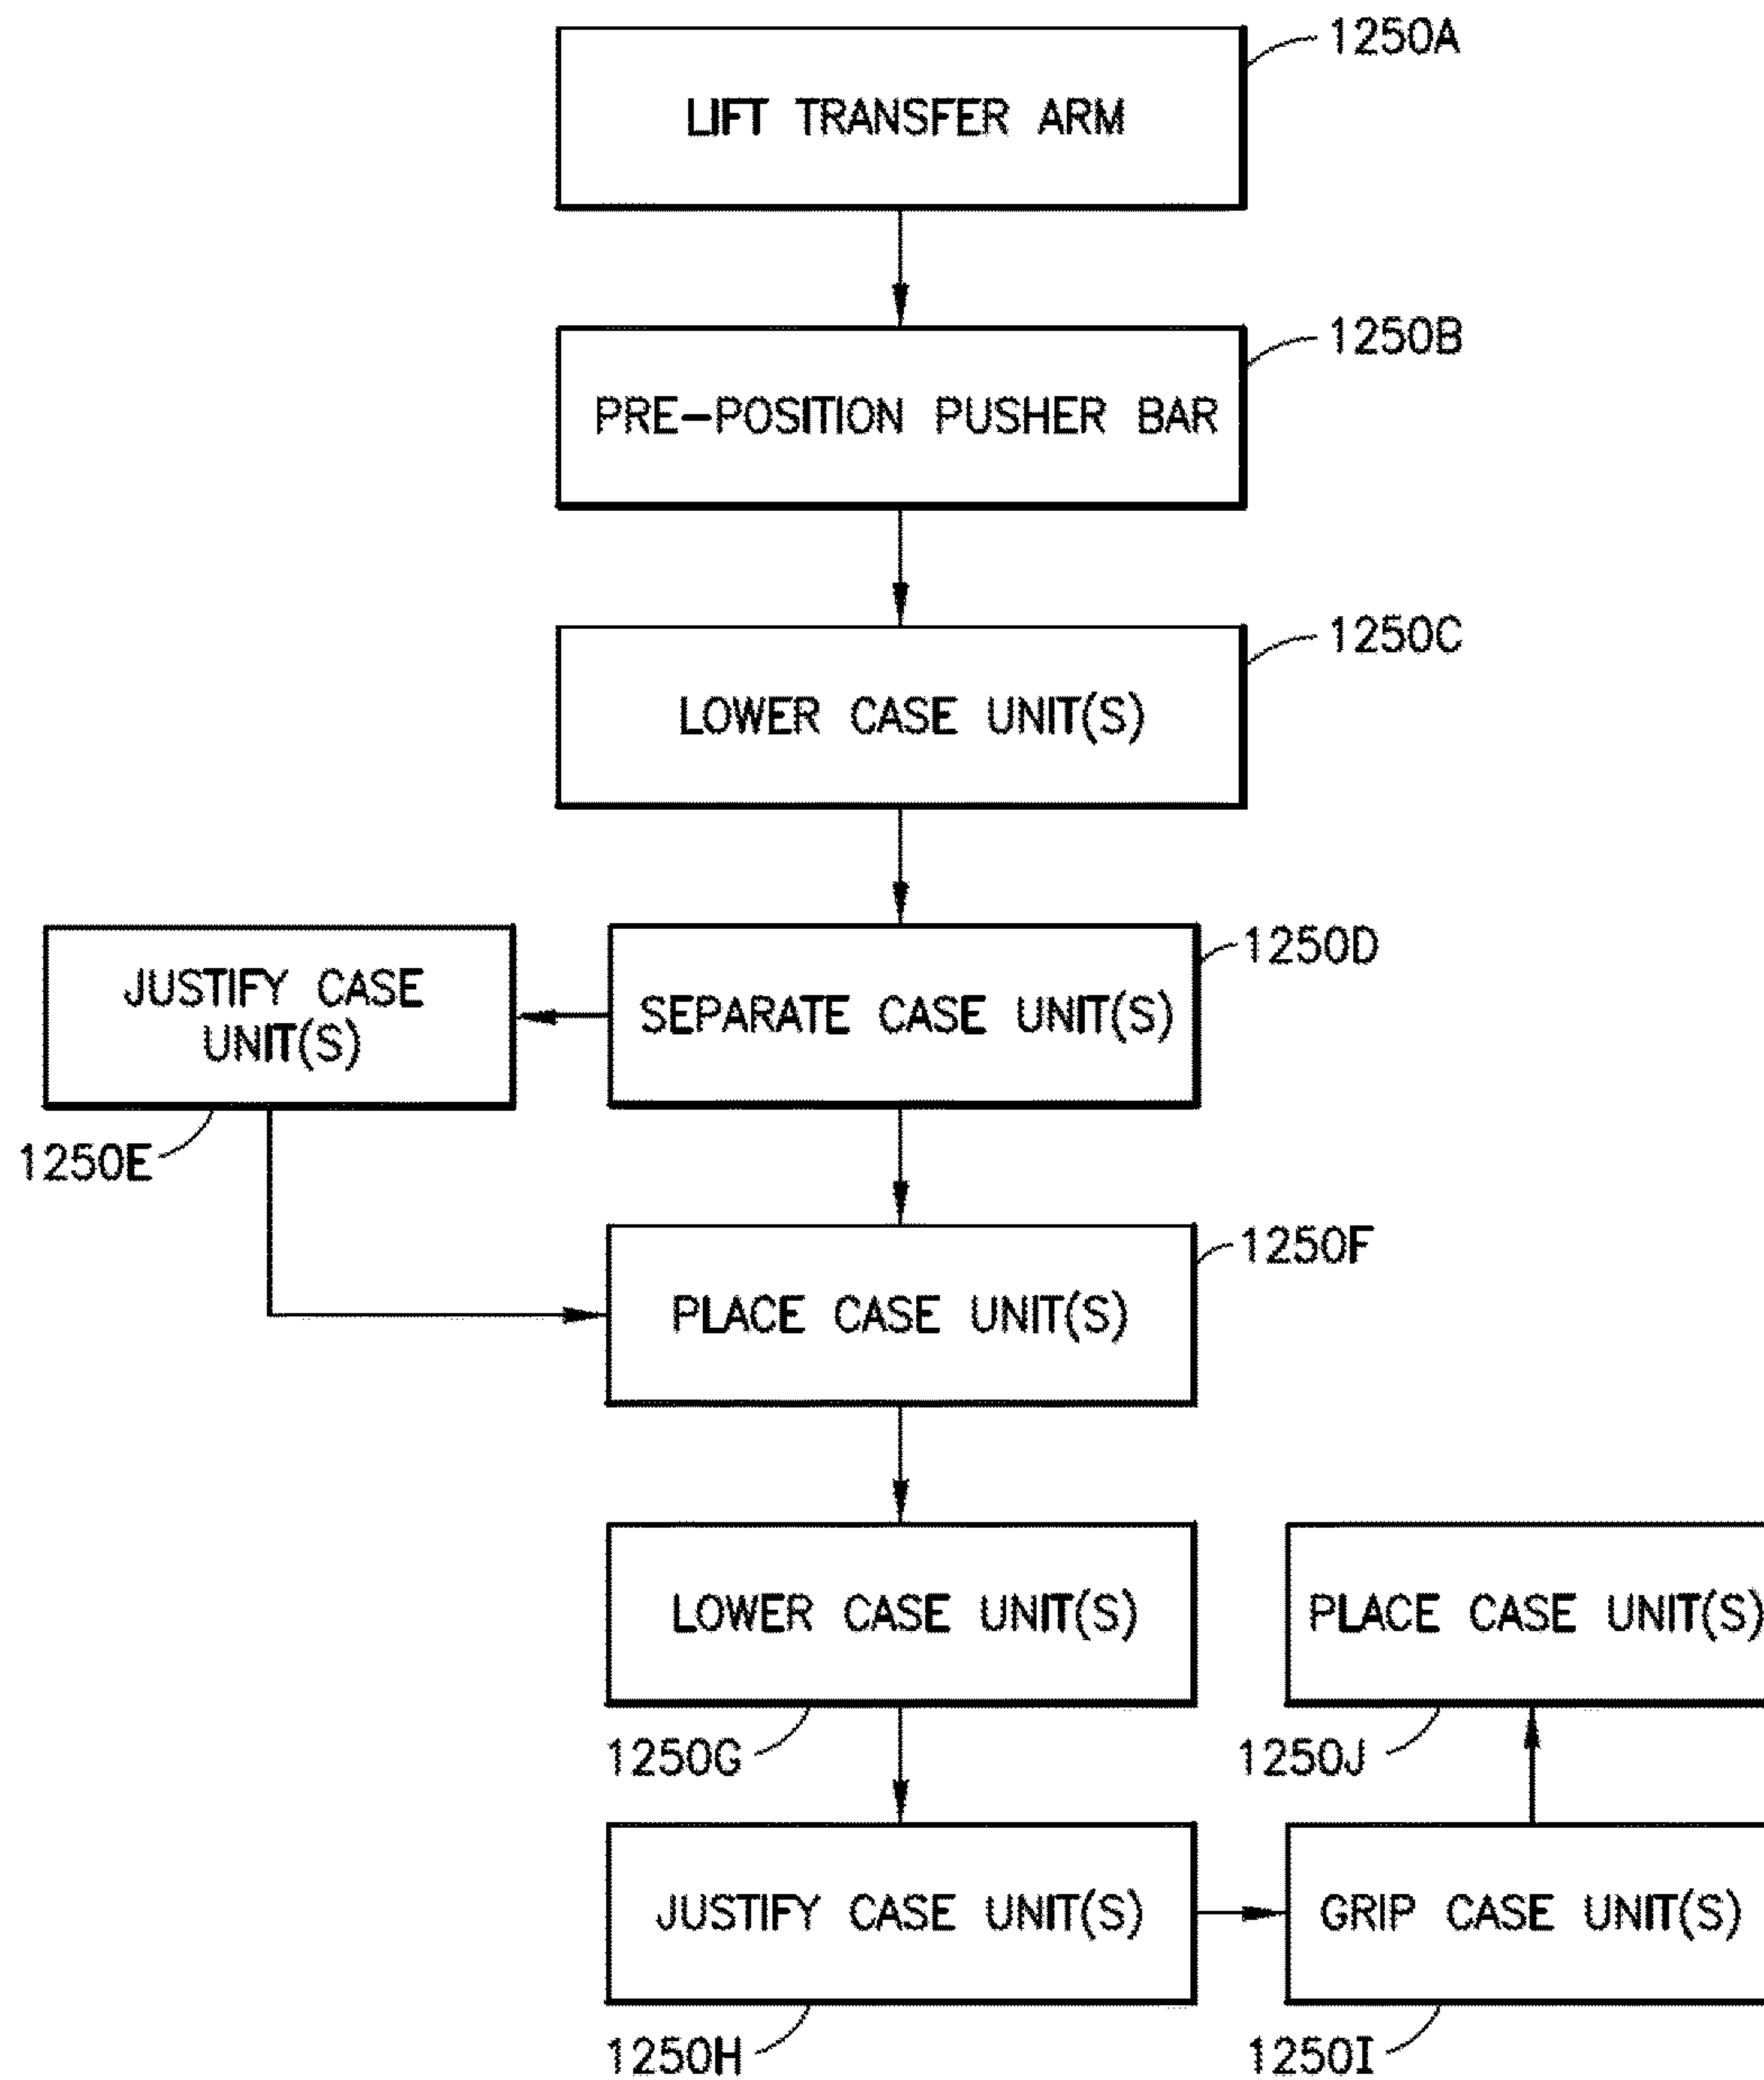 1250A
LIFT TRANSFER ARM
1250B
PRE-POSITION PUSHER BAR
1250C
LOWER CASE UNIT(S)
1250D
JUSTIFY CASE
UNIT(S)
SEPARATE CASE UNIT(S)
1250E
1250F
PLACE CASE UNIT(S)
LOWER CASE UNIT(S)
PLACE CASE UNIT(S)
1250G
1250J
JUSTIFY CASE UNIT(S)
GRIP CASE UNIT(S)
1250H
1250I